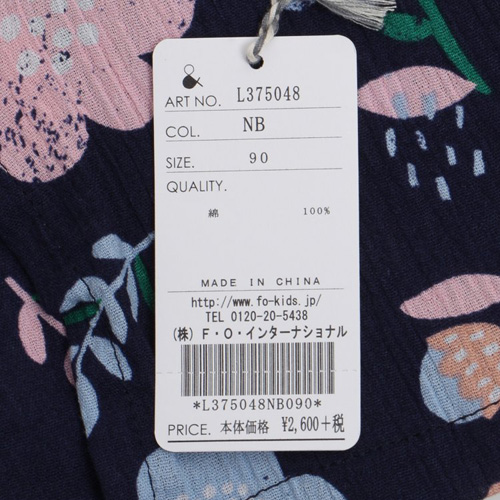 &
ART NO. L375048
COL. NB
SIZE. 90
QUALITY.
綿 100%
MADE IN CHINA
http://www.fo-kids.jp/
TEL 0120-20-5438
(株) F・O・インターナショナル
*L375048NB090*
PRICE. 本体価格 ¥2,600+税